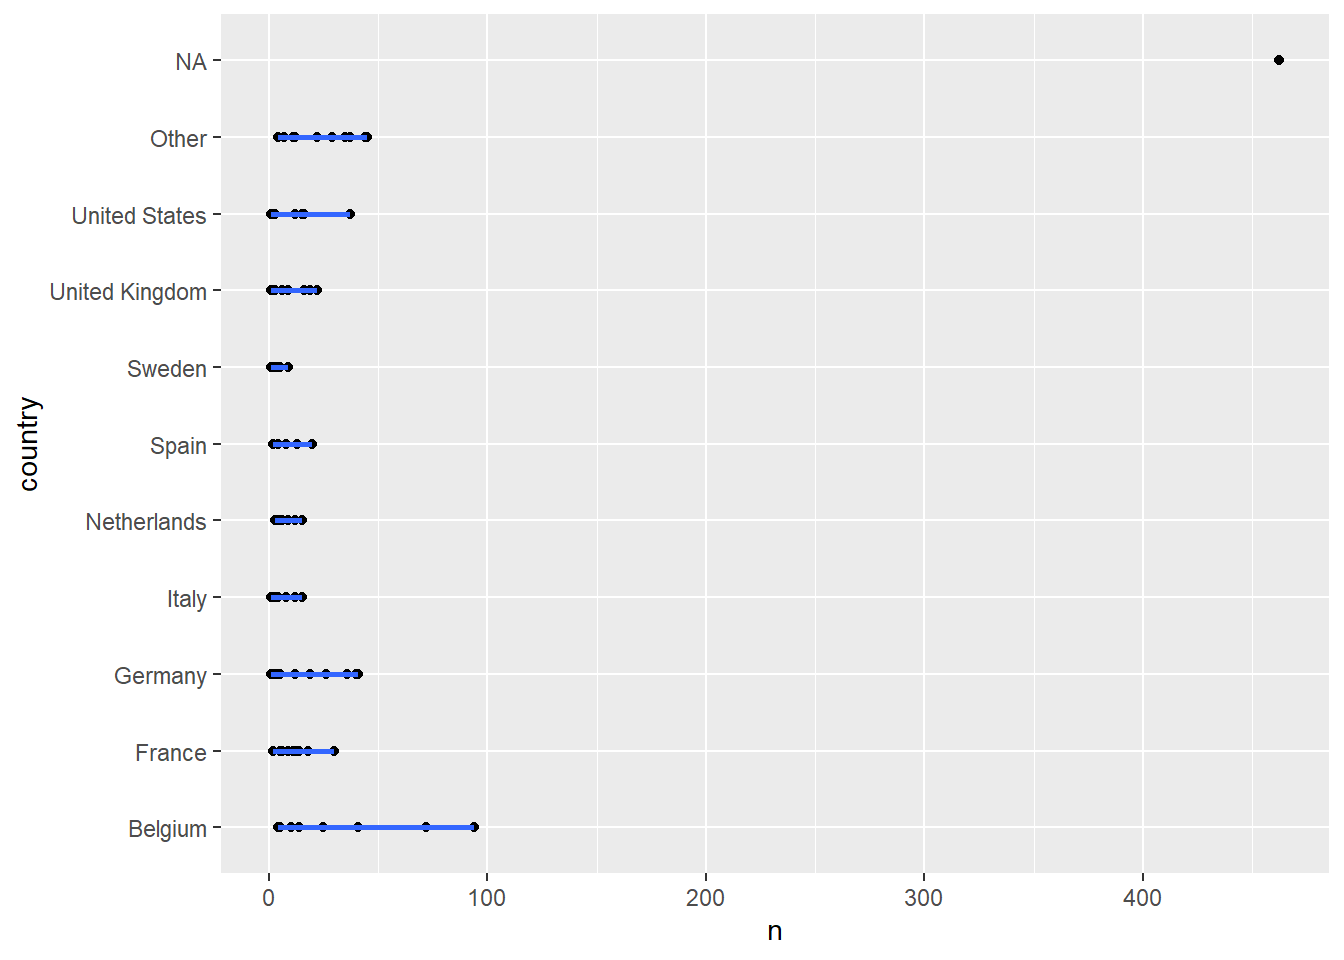 NA
Other
United States
United Kingdom
Sweden
Spain
Netherlands
Italy
Germany
France
Belgium
country
0 100 200 300 400
n